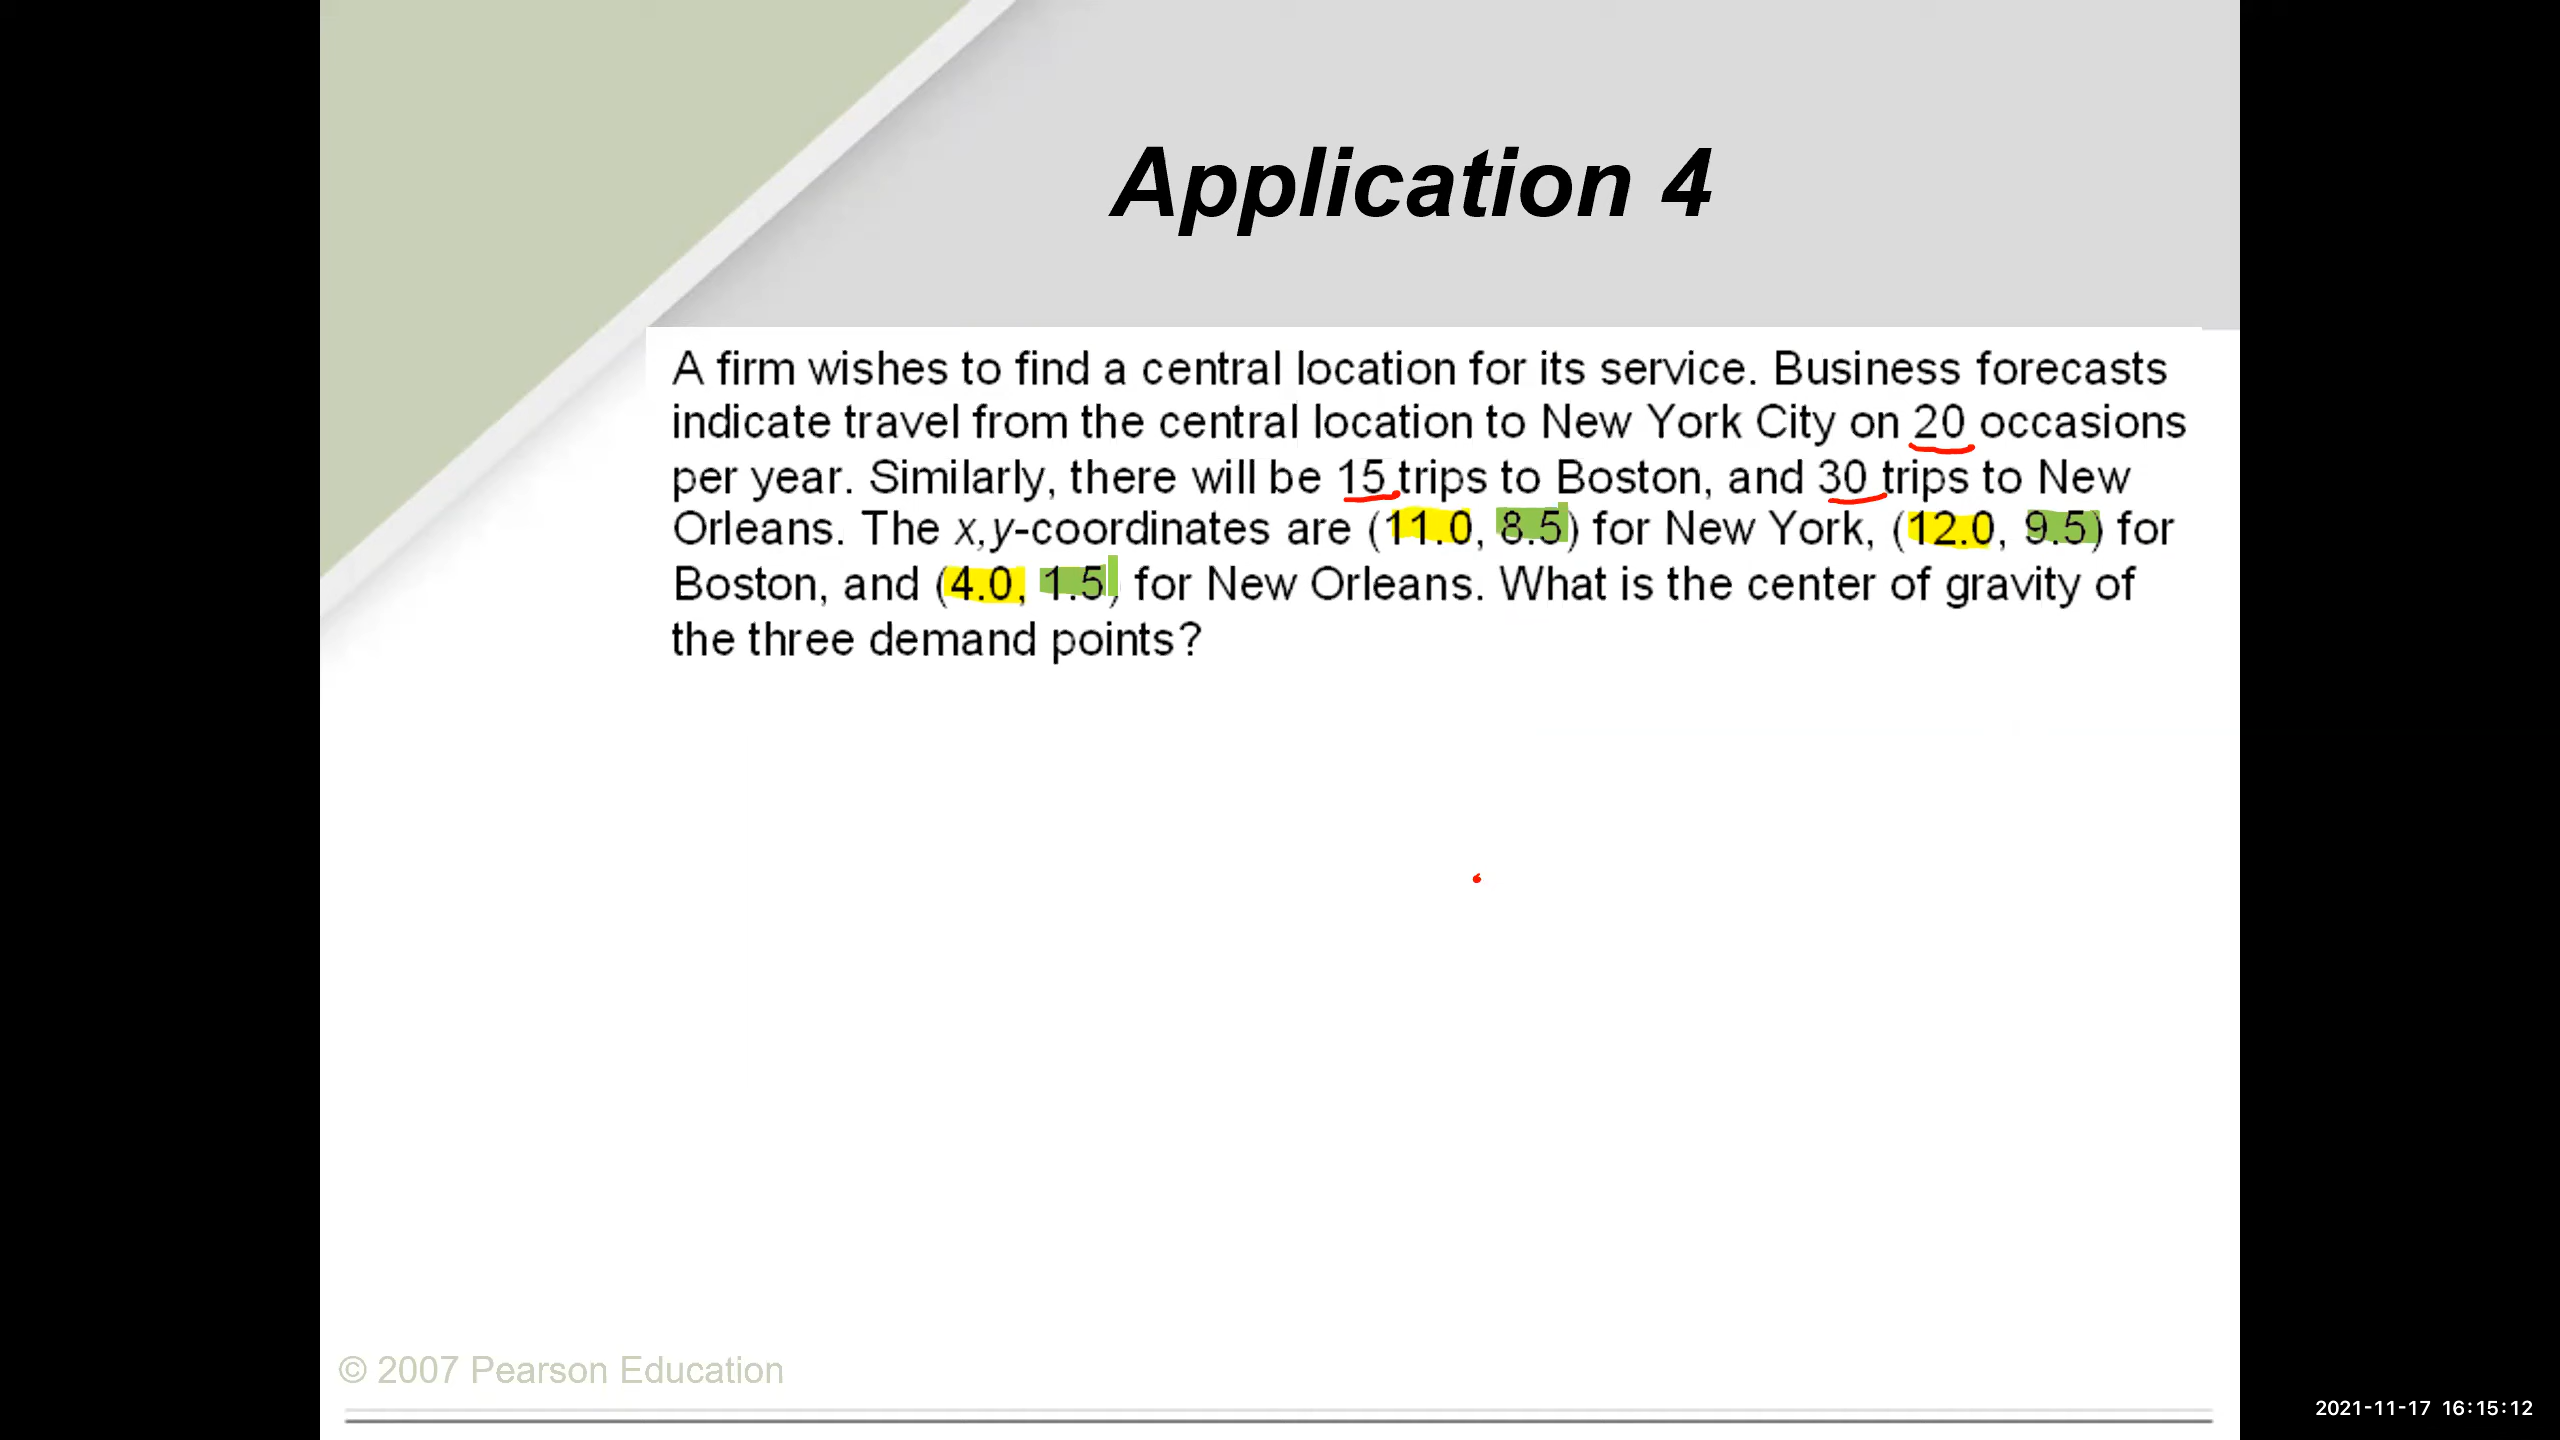 Application 4
A firm wishes to find a central location for its service. Business forecasts
indicate travel from the central location to New York City on 20 occasions
per year. Similarly, there will be 15 trips to Boston, and 30 trips to New
Orleans. The x,y-coordinates are (11.0, 8.5) for New York, (12.0, 9.5) for
Boston, and (4.0, 1.5) for New Orleans. What is the center of gravity of
the three demand points?
© 2007 Pearson Education
2021-11-17 16:15:12